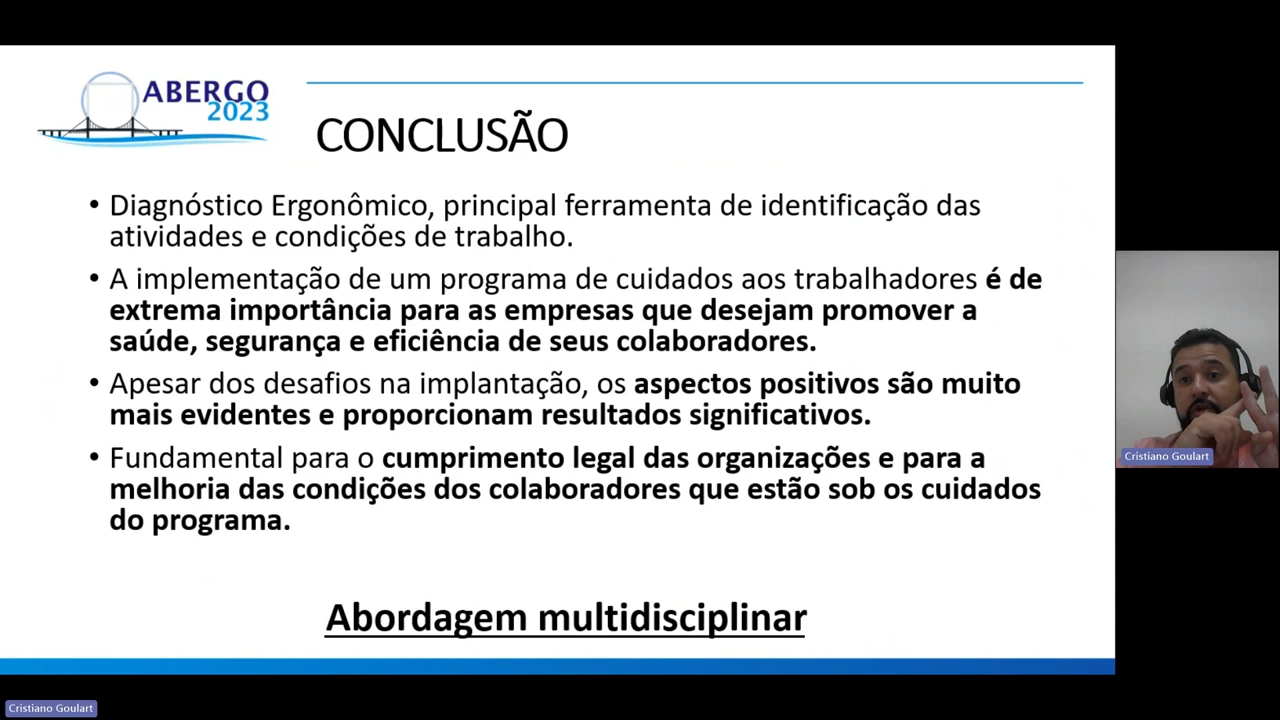 ABERGO
2023
CONCLUSÃO
• Diagnóstico Ergonômico, principal ferramenta de identificação das
atividades e condições de trabalho.
• A implementação de um programa de cuidados aos trabalhadores é de
extrema importância para as empresas que desejam promover a
saúde, segurança e eficiência de seus colaboradores.
• Apesar dos desafios na implantação, os aspectos positivos são muito
mais evidentes e proporcionam resultados significativos.
• Fundamental para o cumprimento legal das organizações e para a
melhoria das condições dos colaboradores que estão sob os cuidados
do programa.
Abordagem multidisciplinar
Cristiano Goulart
Cristiano Goulart